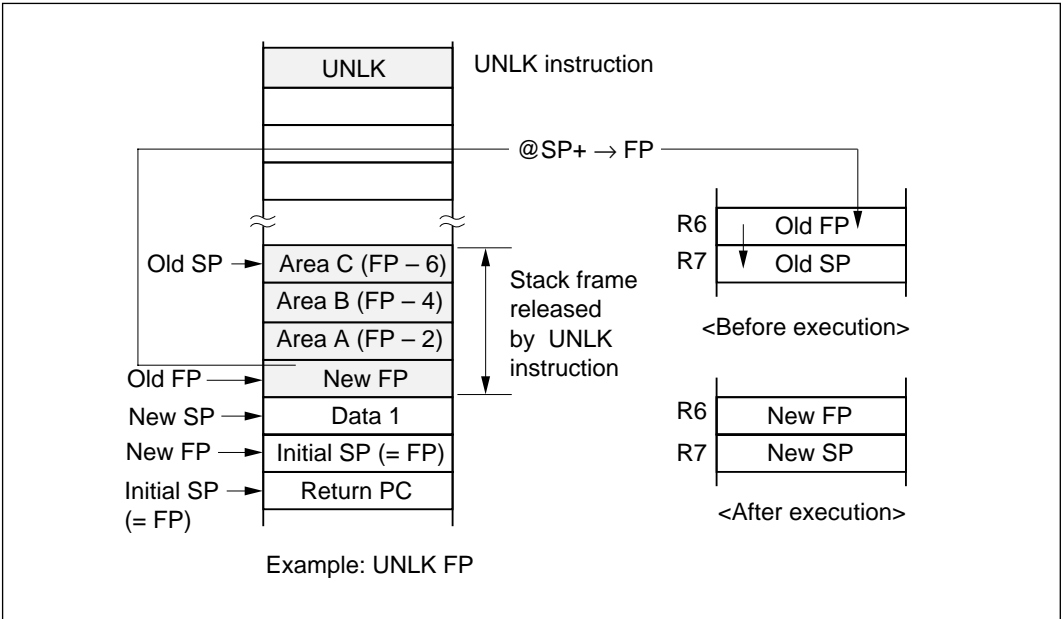 UNLK
UNLK instruction
@SP+ → FP
Old SP
Area C (FP – 6)
Area B (FP – 4)
Area A (FP – 2)
Old FP
New FP
New SP
Data 1
New FP
Initial SP (= FP)
Initial SP
(= FP)
Return PC
Stack frame
released
by UNLK
instruction
R6
Old FP
R7
Old SP
<Before execution>
R6
New FP
R7
New SP
<After execution>
Example: UNLK FP